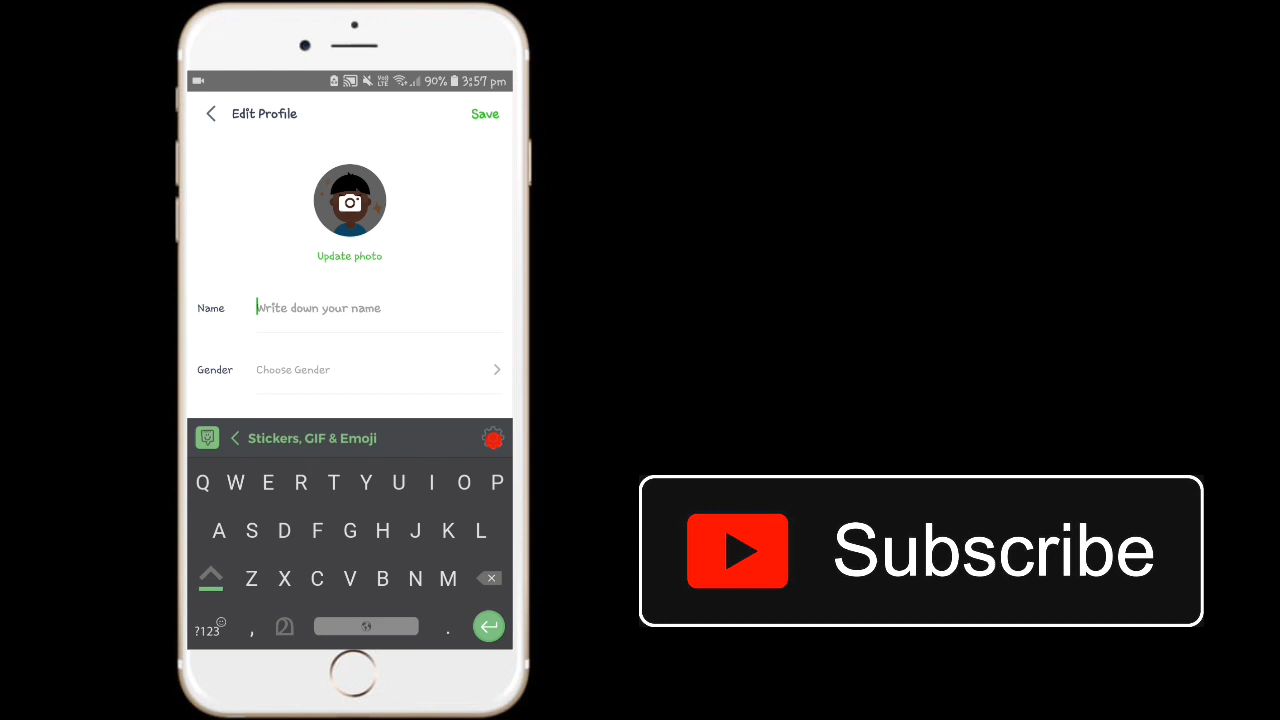 90% 3:57 pm
Edit Profile
Save
Update photo
Name
Write down your name
Gender
Choose Gender
Stickers, GIF & Emoji
Q W E R T Y U I O P
A S D F G H J K L
Z X C V B N M
?123 , .
Subscribe